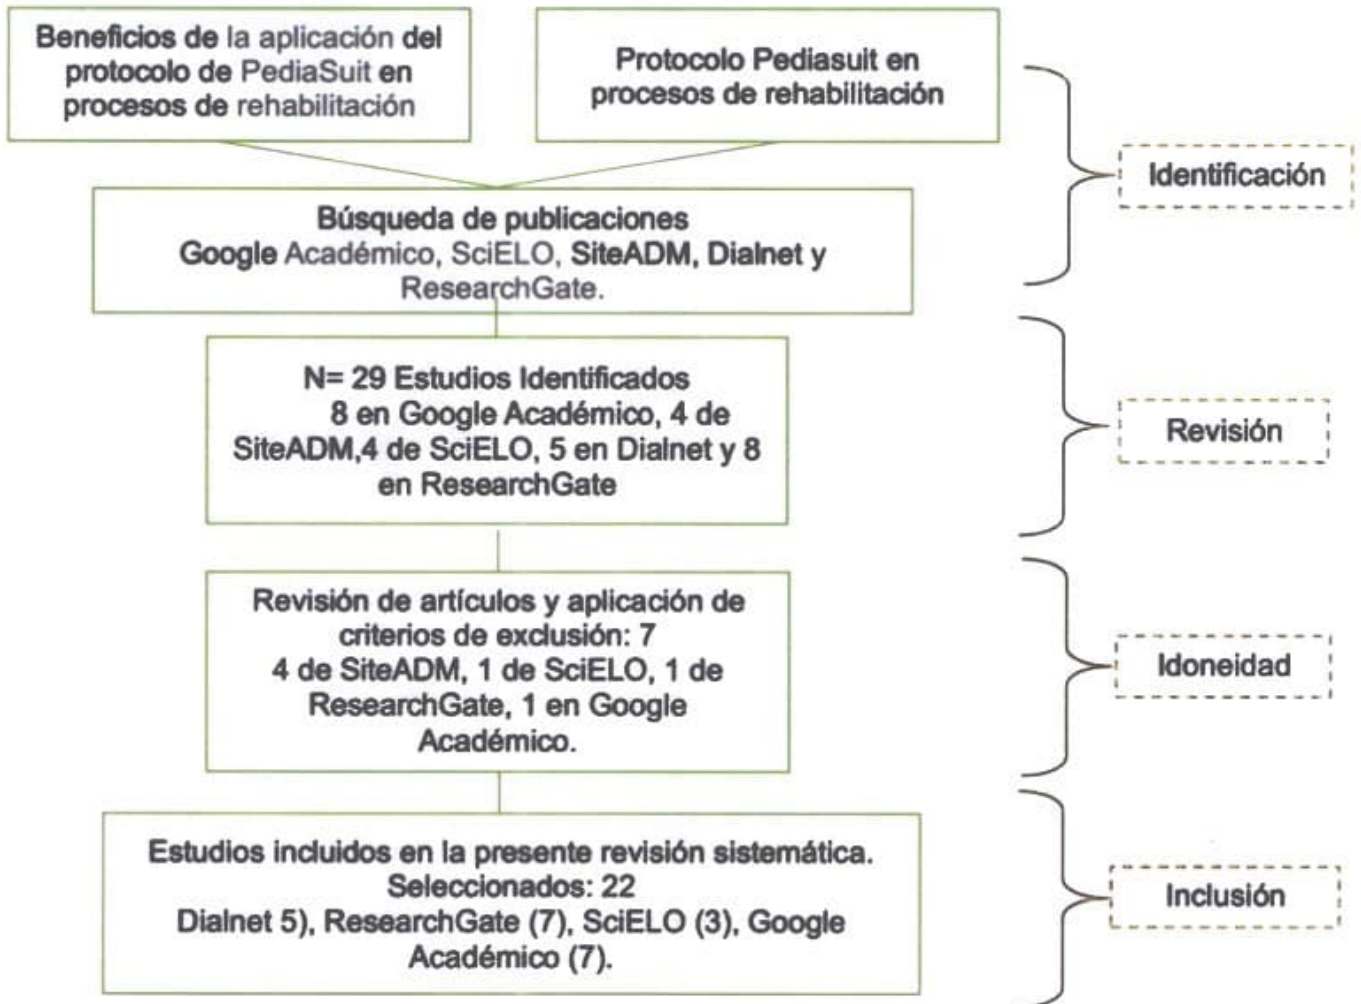 Beneficios de la aplicación del
protocolo de PediaSuit en
procesos de rehabilitación
Protocolo Pediasuit en
procesos de rehabilitación
Identificación
Búsqueda de publicaciones
Google Académico, SciELO, SiteADM, Dialnet y
ResearchGate.
N= 29 Estudios Identificados
8 en Google Académico, 4 de
SiteADM,4 de SciELO, 5 en Dialnet y 8
en ResearchGate
Revisión
Revisión de artículos y aplicación de
criterios de exclusión: 7
4 de SiteADM, 1 de SciELO, 1 de
ResearchGate, 1 en Google
Académico.
Idoneidad
Estudios incluidos en la presente revisión sistemática.
Seleccionados: 22
Dialnet 5), ResearchGate (7), SciELO (3), Google
Académico (7).
Inclusión